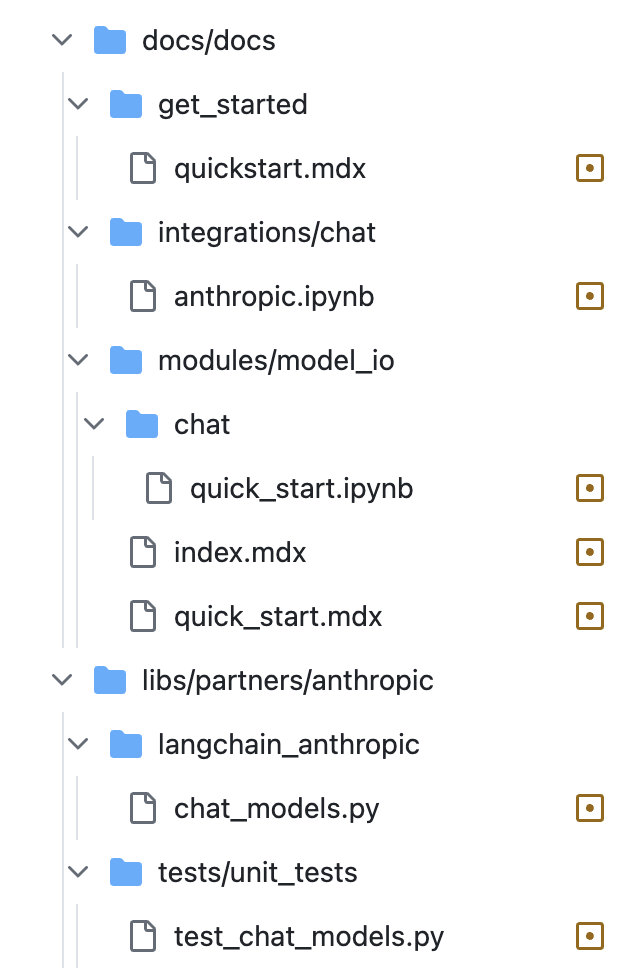 docs/docs
get_started
quickstart.mdx
integrations/chat
anthropic.ipynb
modules/model_io
chat
quick_start.ipynb
index.mdx
quick_start.mdx
libs/partners/anthropic
langchain_anthropic
chat_models.py
tests/unit_tests
test_chat_models.py